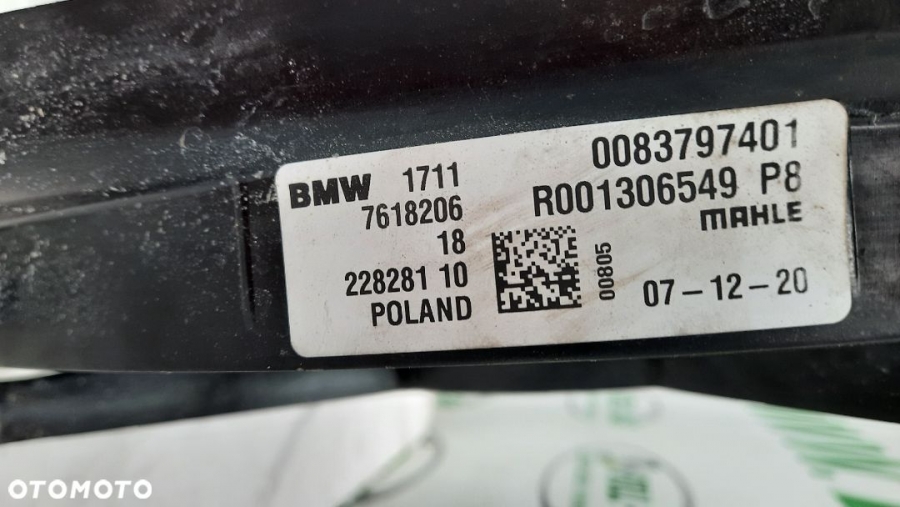 BMW 1711
7618206
18
228281 10
POLAND
0083797401
R001306549 P8
MAHLE
00805
07-12-20
OTOMOTO